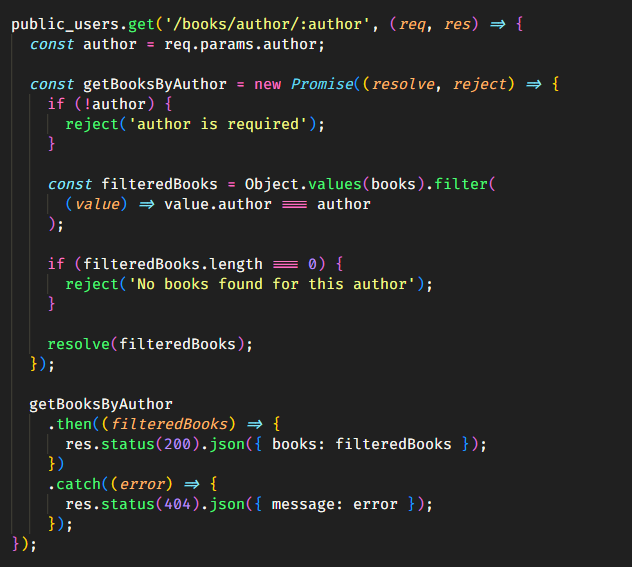 public_users.get('/books/author/:author', (req, res) => {
  const author = req.params.author;

  const getBooksByAuthor = new Promise((resolve, reject) => {
    if (!author) {
      reject('author is required');
    }

    const filteredBooks = Object.values(books).filter(
      (value) => value.author === author
    );

    if (filteredBooks.length === 0) {
      reject('No books found for this author');
    }

    resolve(filteredBooks);
  });

  getBooksByAuthor
    .then((filteredBooks) => {
      res.status(200).json({ books: filteredBooks });
    })
    .catch((error) => {
      res.status(404).json({ message: error });
    });
});